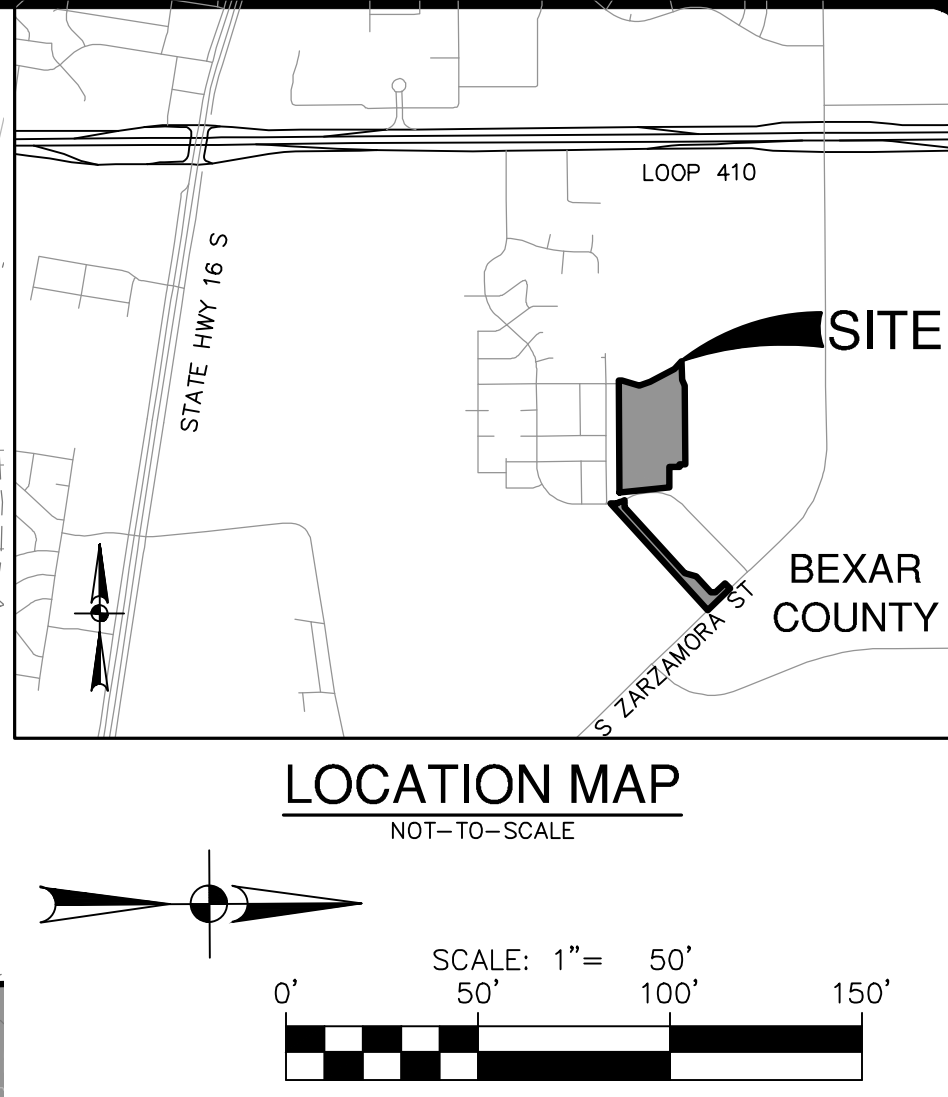 LOOP 410
STATE HWY 16 S
SITE
BEXAR
COUNTY
S ZARZAMORA ST
LOCATION MAP
NOT-TO-SCALE
SCALE: 1"= 50'
0' 50' 100' 150'